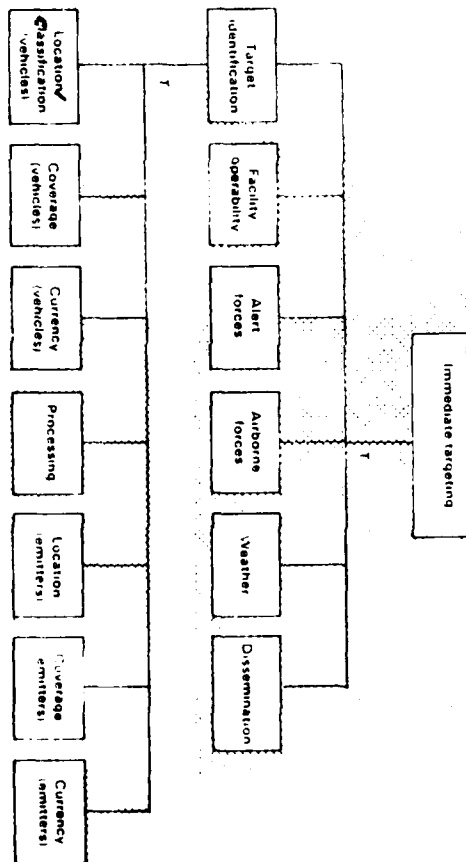 Immediate targeting
T
Target
identification
Facility
operability
Alert
forces
Airborne
forces
Weather
Dissemination
T
Location/
Classification
(vehicles)
Coverage
(vehicles)
Currency
(vehicles)
Processing
Location
(emitters)
Coverage
(emitters)
Currency
(emitters)